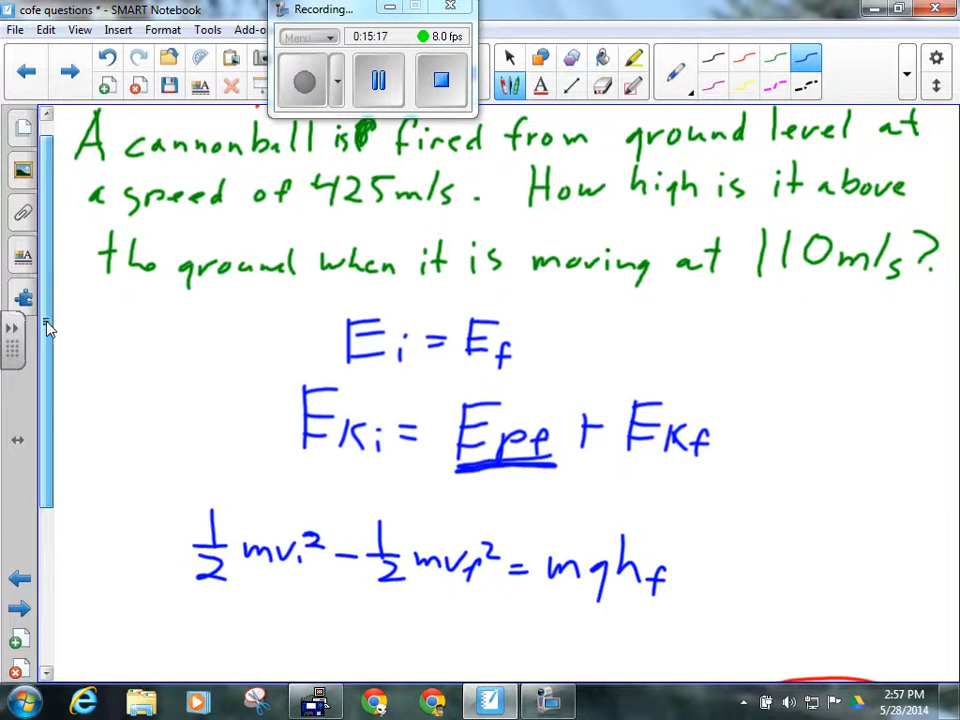 cofe questions * - SMART Notebook
Recording...
File Edit View Insert Format Tools Add-o
Menu
0:15:17
8.0 fps
A cannonball is fired from ground level at
a speed of 425m/s. How high is it above
the ground when it is moving at 110m/s?
Ei = Ef
EKi = Epf + EKf
1/2 mvi² - 1/2 mvf² = mghf
2:57 PM
5/28/2014